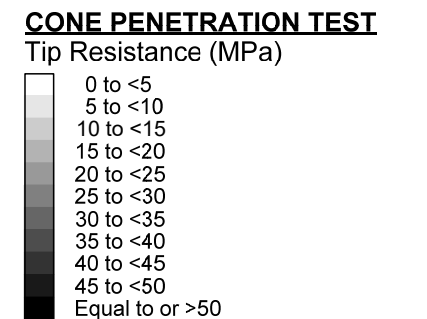 CONE PENETRATION TEST
Tip Resistance (MPa)
0 to <5
5 to <10
10 to <15
15 to <20
20 to <25
25 to <30
30 to <35
35 to <40
40 to <45
45 to <50
Equal to or >50